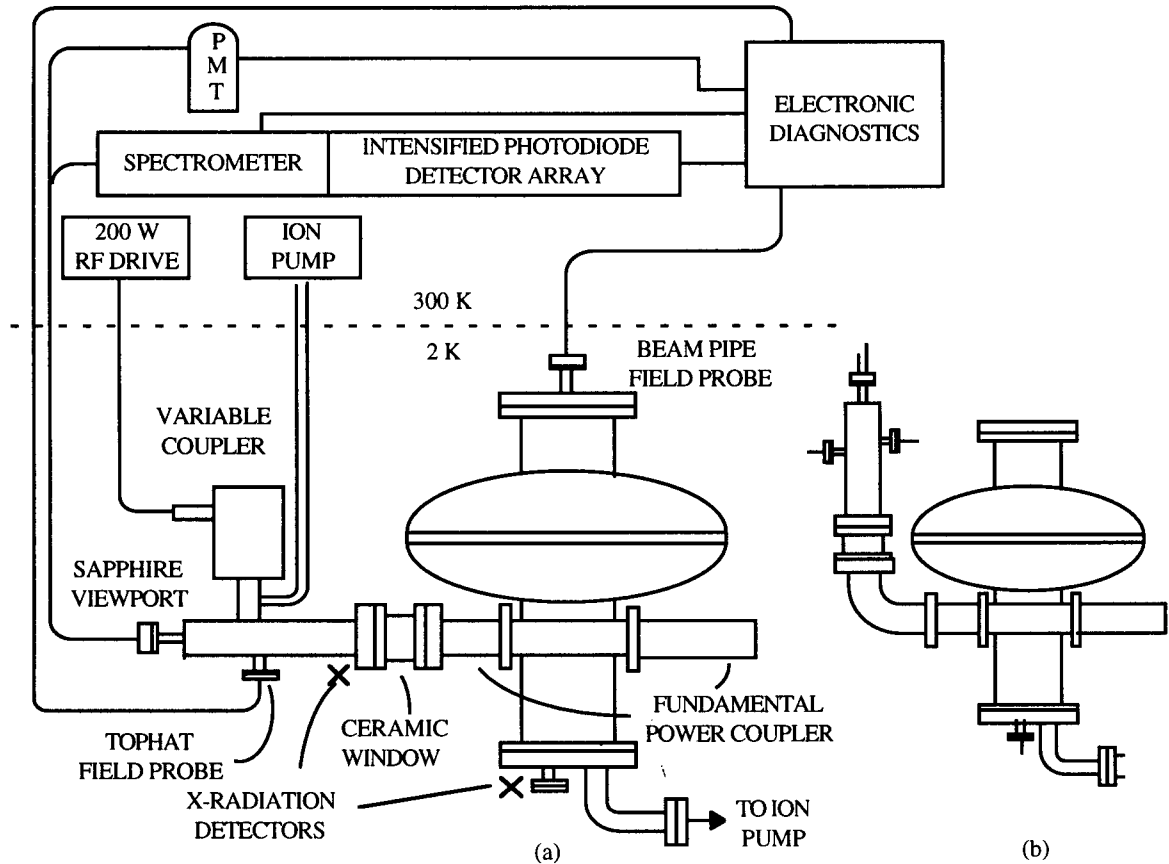 P
M
T
ELECTRONIC
DIAGNOSTICS
SPECTROMETER
INTENSIFIED PHOTODIODE
DETECTOR ARRAY
200 W
RF DRIVE
ION
PUMP
300 K
2 K
BEAM PIPE
FIELD PROBE
VARIABLE
COUPLER
SAPPHIRE
VIEWPORT
TOPHAT
FIELD PROBE
CERAMIC
WINDOW
FUNDAMENTAL
POWER COUPLER
X-RADIATION
DETECTORS
TO ION
PUMP
(a)
(b)